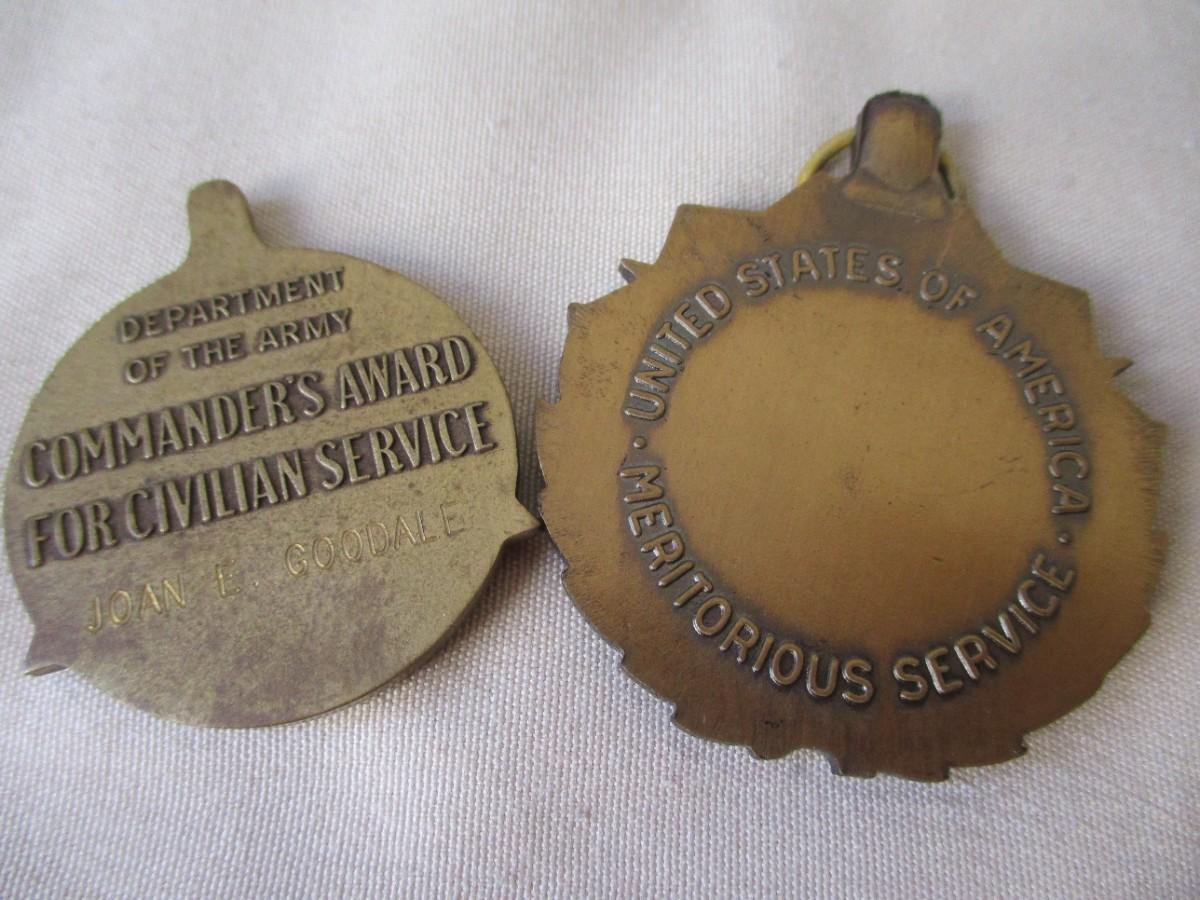 DEPARTMENT
OF THE ARMY
COMMANDER'S AWARD
FOR CIVILIAN SERVICE
JOAN E. GOODALE
UNITED STATES OF AMERICA
• MERITORIOUS SERVICE •